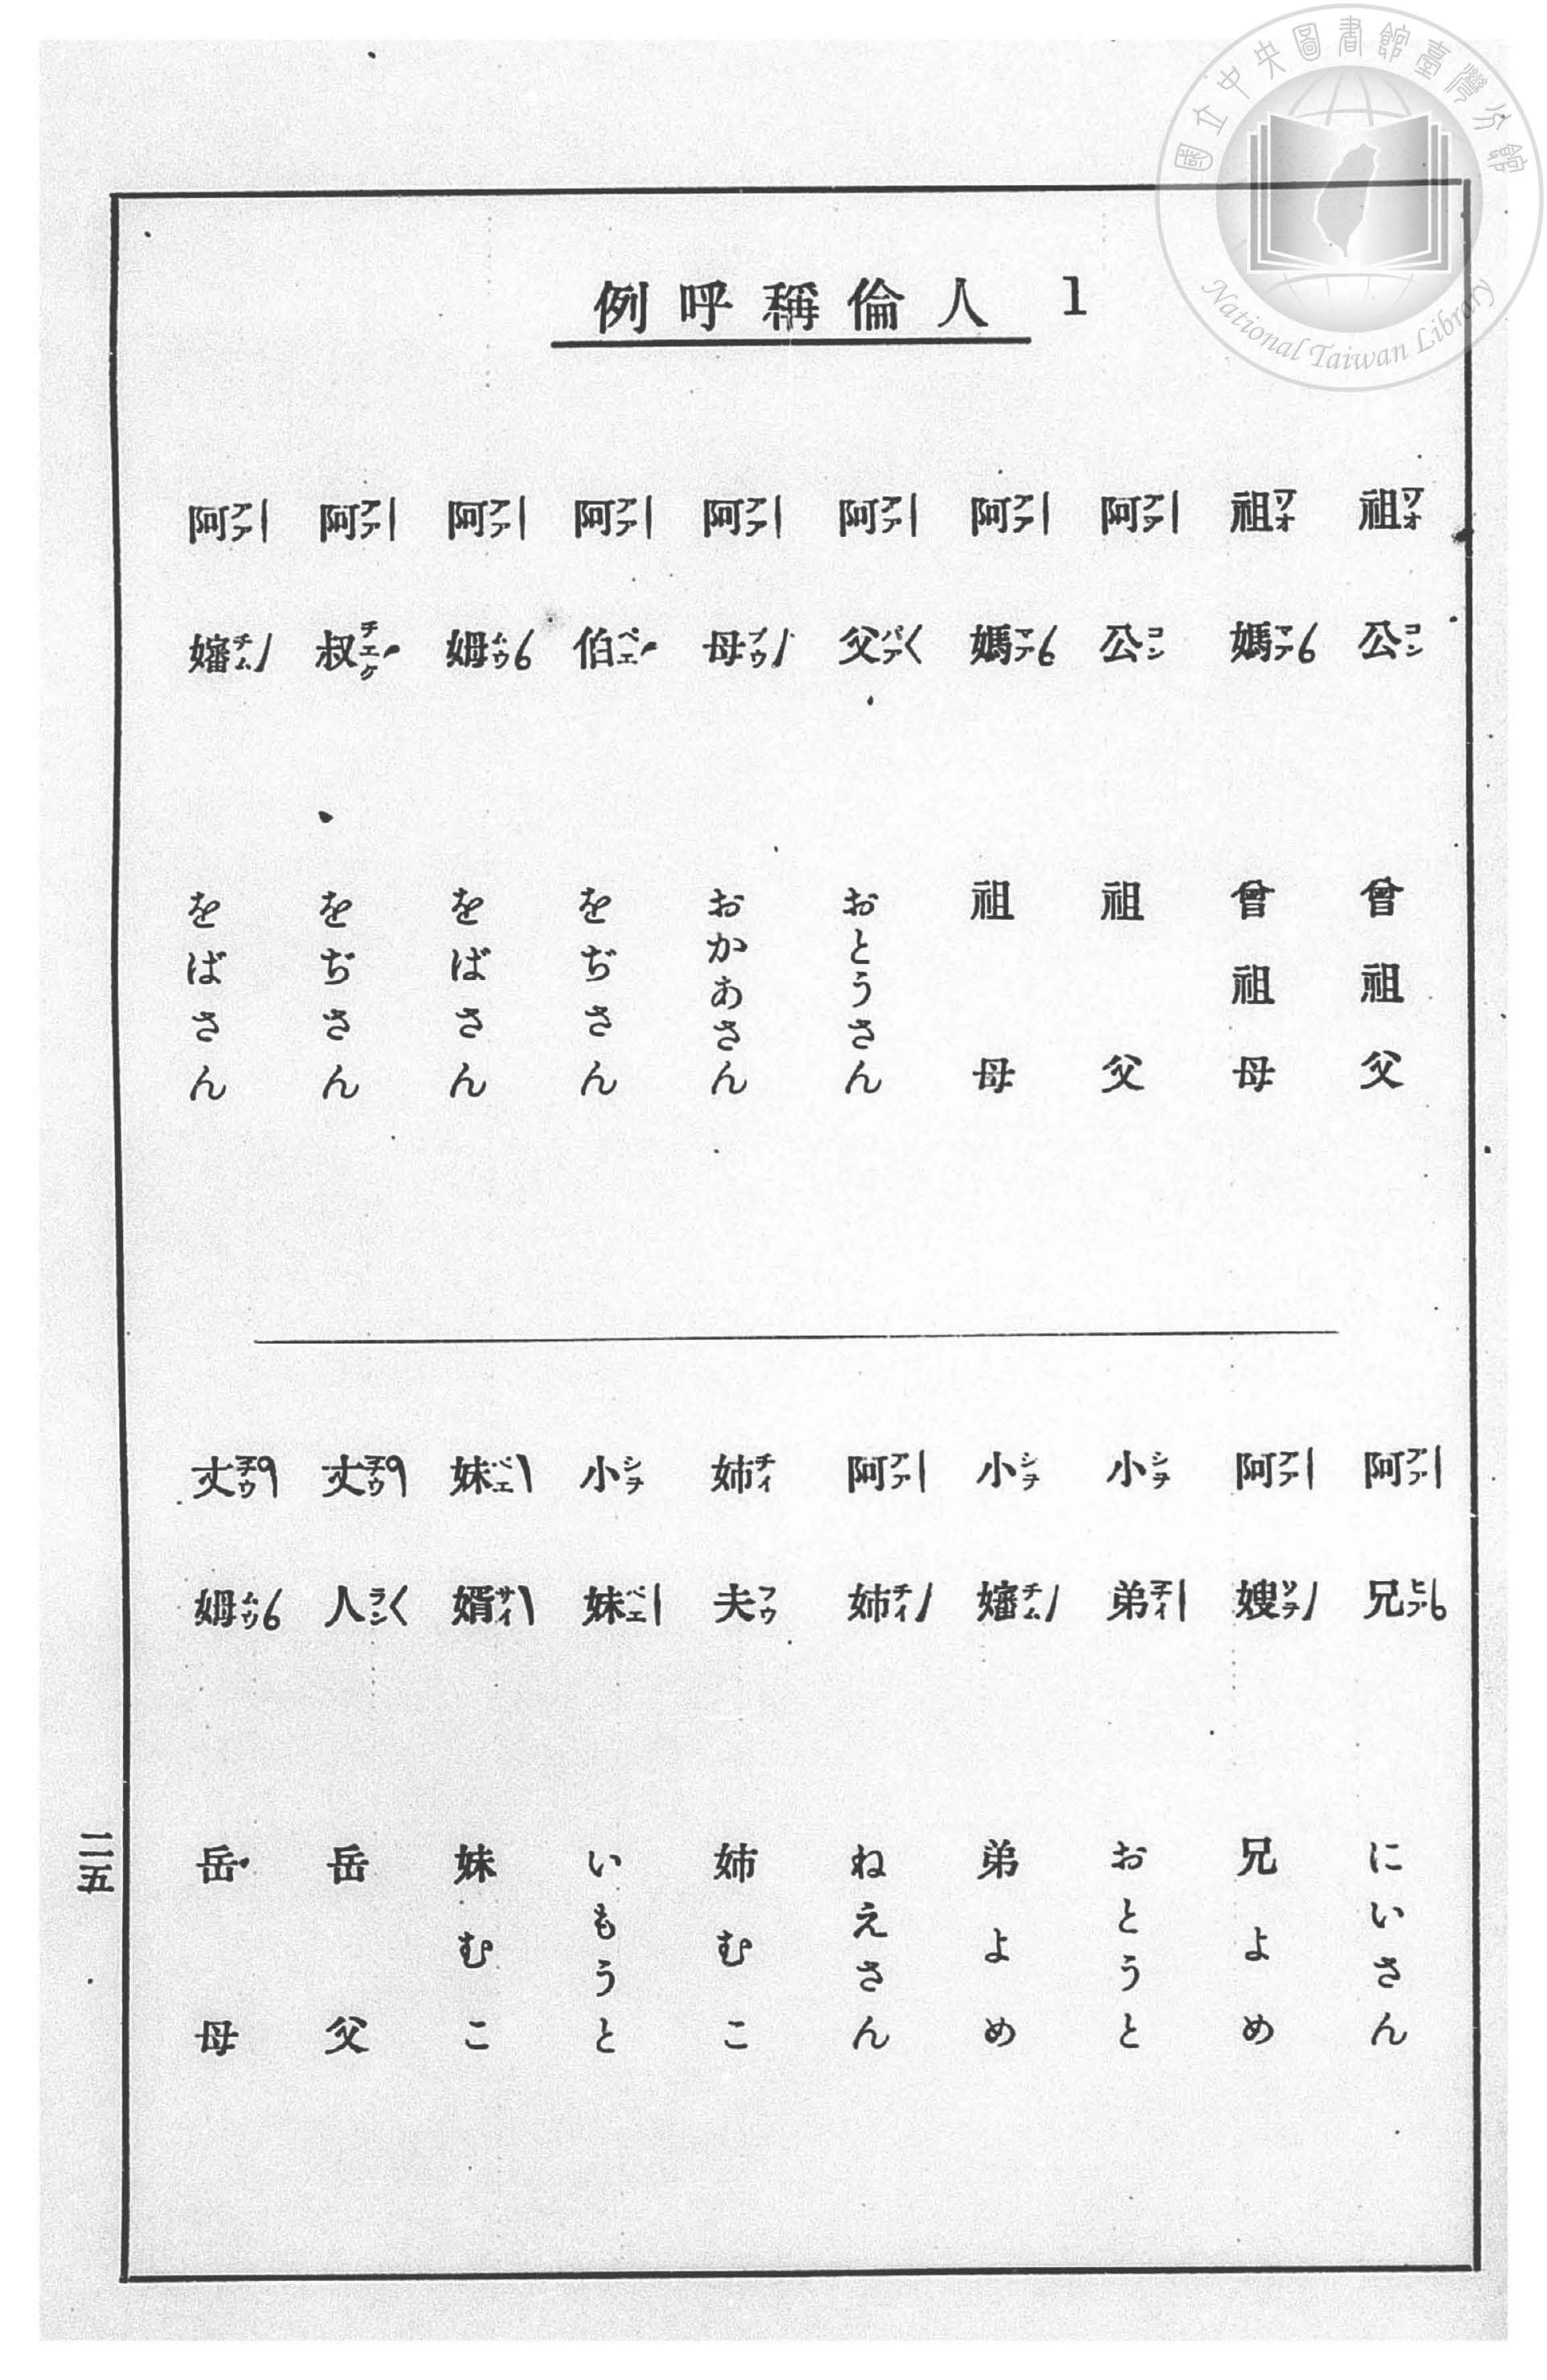 國立中央圖書館臺灣分館
National Taiwan Library
1 人倫稱呼例
祖公 曾祖父
祖媽 曾祖母
阿公 祖父
阿媽 祖母
阿父 おとうさん
阿母 おかあさん
阿伯 をぢさん
阿姆 をばさん
阿叔 をぢさん
阿嬸 をばさん
阿兄 にいさん
阿嫂 兄よめ
小弟 おとうと
小嬸 弟よめ
阿姉 ねえさん
姉夫 姉むこ
小妹 いもうと
妹婿 妹むこ
丈人 岳父
丈姆 岳母
二五